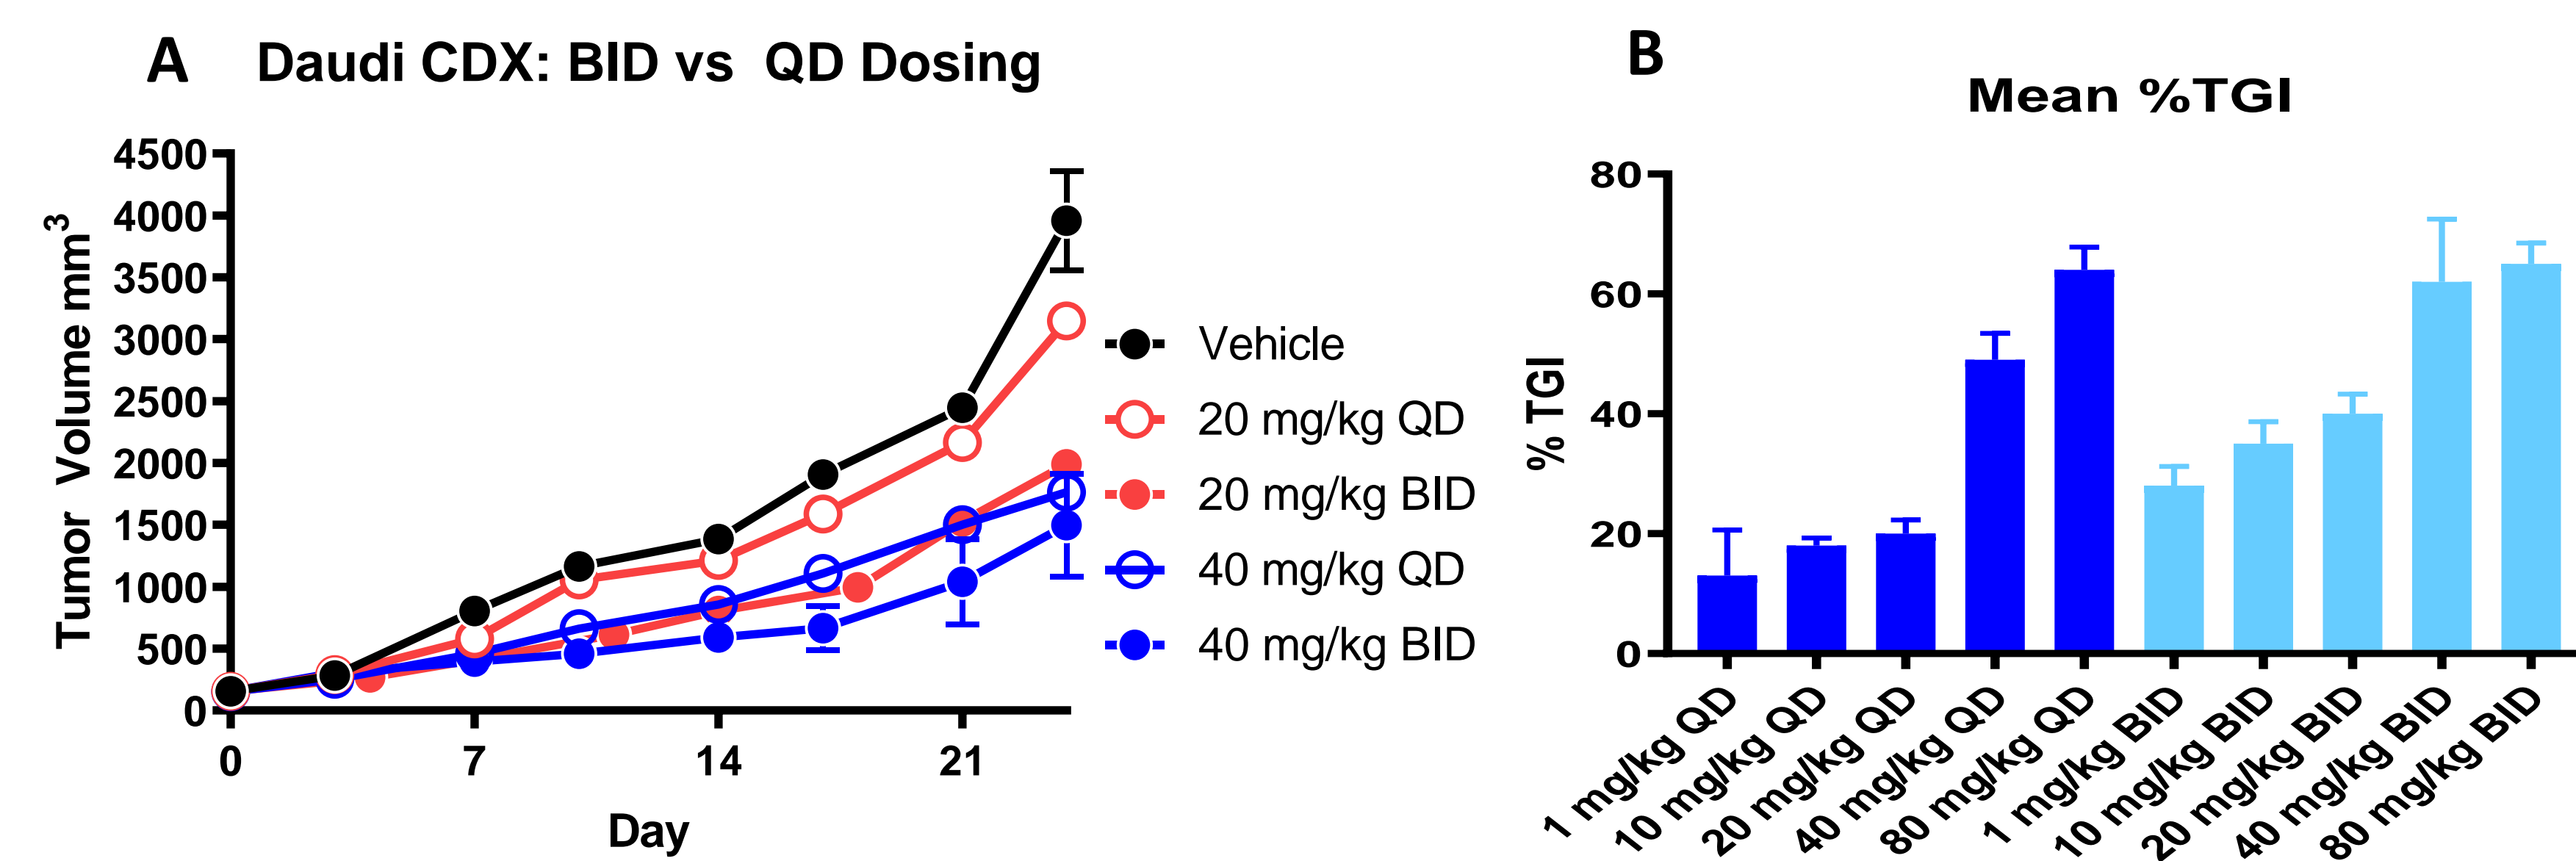 A
Daudi CDX: BID vs QD Dosing
Tumor Volume mm³
4500
4000
3500
3000
2500
2000
1500
1000
500
0
0
7
14
21
Day
Vehicle
20 mg/kg QD
20 mg/kg BID
40 mg/kg QD
40 mg/kg BID
B
Mean %TGI
% TGI
80
60
40
20
0
1 mg/kg QD
10 mg/kg QD
20 mg/kg QD
40 mg/kg QD
80 mg/kg QD
1 mg/kg BID
10 mg/kg BID
20 mg/kg BID
40 mg/kg BID
80 mg/kg BID